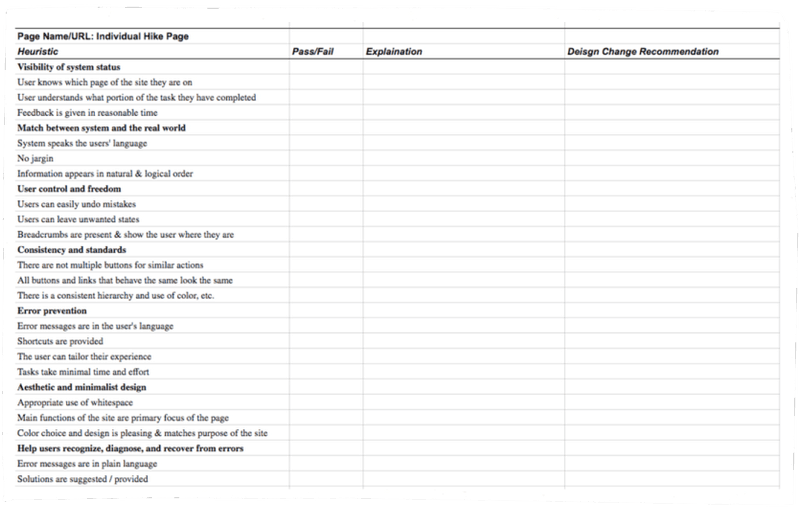 Page Name/URL: Individual Hike Page
Heuristic Pass/Fail Explaination Deisgn Change Recommendation
Visibility of system status
User knows which page of the site they are on
User understands what portion of the task they have completed
Feedback is given in reasonable time
Match between system and the real world
System speaks the users' language
No jargin
Information appears in natural & logical order
User control and freedom
Users can easily undo mistakes
Users can leave unwanted states
Breadcrumbs are present & show the user where they are
Consistency and standards
There are not multiple buttons for similar actions
All buttons and links that behave the same look the same
There is a consistent hierarchy and use of color, etc.
Error prevention
Error messages are in the user's language
Shortcuts are provided
The user can tailor their experience
Tasks take minimal time and effort
Aesthetic and minimalist design
Appropriate use of whitespace
Main functions of the site are primary focus of the page
Color choice and design is pleasing & matches purpose of the site
Help users recognize, diagnose, and recover from errors
Error messages are in plain language
Solutions are suggested / provided